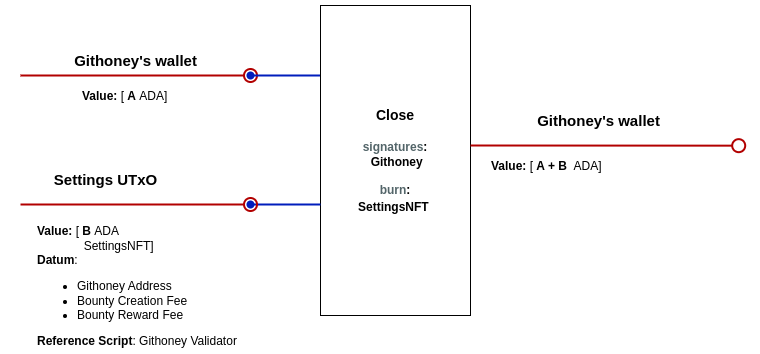 Githoney's wallet
Value: [ A ADA]
Settings UTxO
Value: [ B ADA
SettingsNFT]
Datum:
• Githoney Address
• Bounty Creation Fee
• Bounty Reward Fee
Reference Script: Githoney Validator
Close
signatures:
Githoney
burn:
SettingsNFT
Githoney's wallet
Value: [ A + B ADA]